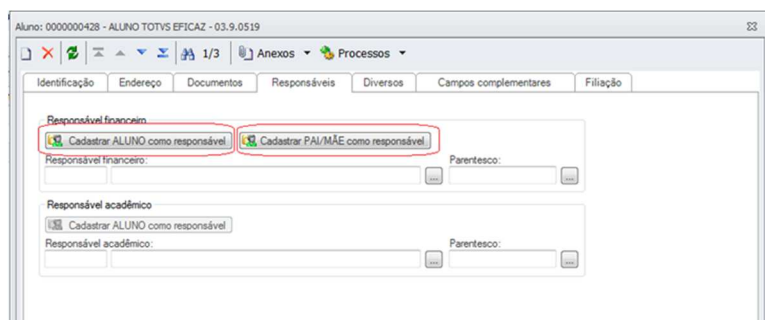 Aluno: 0000000428 - ALUNO TOTVS EFICAZ - 03.9.0519
1/3 Anexos Processos
Identificação Endereço Documentos Responsáveis Diversos Campos complementares Filiação
Responsável financeiro
Cadastrar ALUNO como responsável Cadastrar PAI/MÃE como responsável
Responsável financeiro: Parentesco:
... ...
Responsável acadêmico
Cadastrar ALUNO como responsável
Responsável acadêmico: Parentesco:
... ...